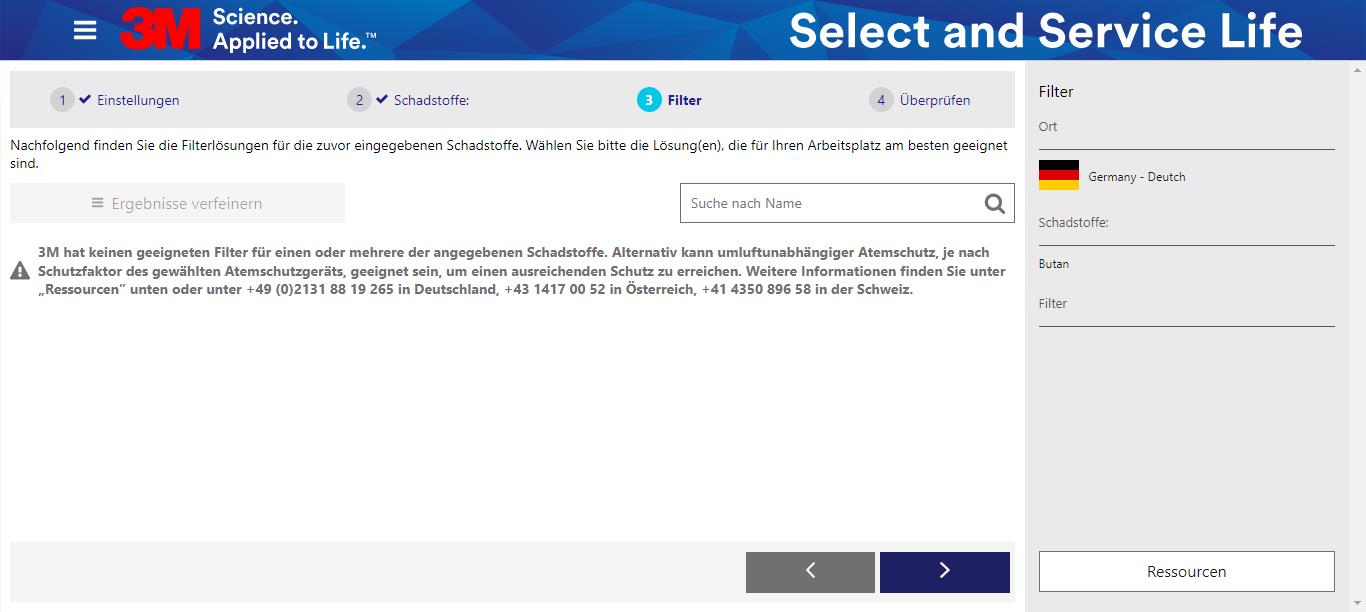 3M Science.
Applied to Life.™
Select and Service Life
1 Einstellungen
2 Schadstoffe:
3 Filter
4 Überprüfen
Nachfolgend finden Sie die Filterlösungen für die zuvor eingegebenen Schadstoffe. Wählen Sie bitte die Lösung(en), die für Ihren Arbeitsplatz am besten geeignet
sind.
Ergebnisse verfeinern
Suche nach Name
3M hat keinen geeigneten Filter für einen oder mehrere der angegebenen Schadstoffe. Alternativ kann umluftunabhängiger Atemschutz, je nach
Schutzfaktor des gewählten Atemschutzgeräts, geeignet sein, um einen ausreichenden Schutz zu erreichen. Weitere Informationen finden Sie unter
„Ressourcen“ unten oder unter +49 (0)2131 88 19 265 in Deutschland, +43 1417 00 52 in Österreich, +41 4350 896 58 in der Schweiz.
Filter
Ort
Germany - Deutch
Schadstoffe:
Butan
Filter
Ressourcen